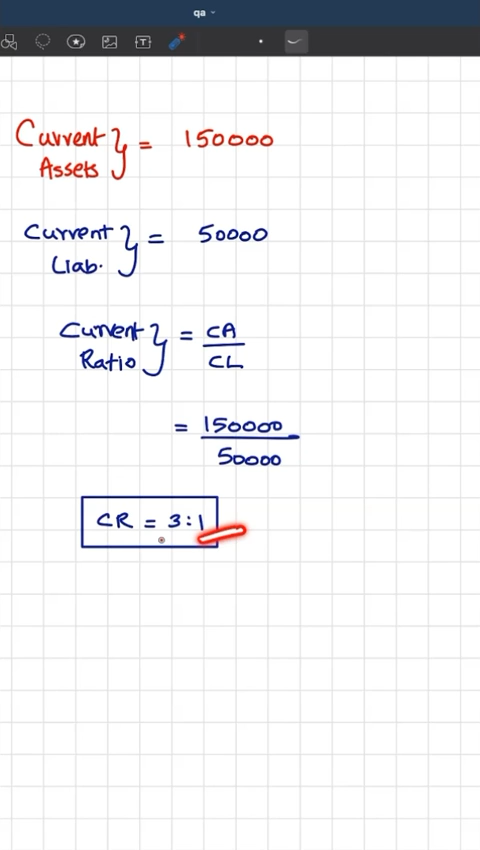 qa
Current
Assets } = 150000
Current
Liab. } = 50000
Current
Ratio } = CA
CL
= 150000
50000
CR = 3:1